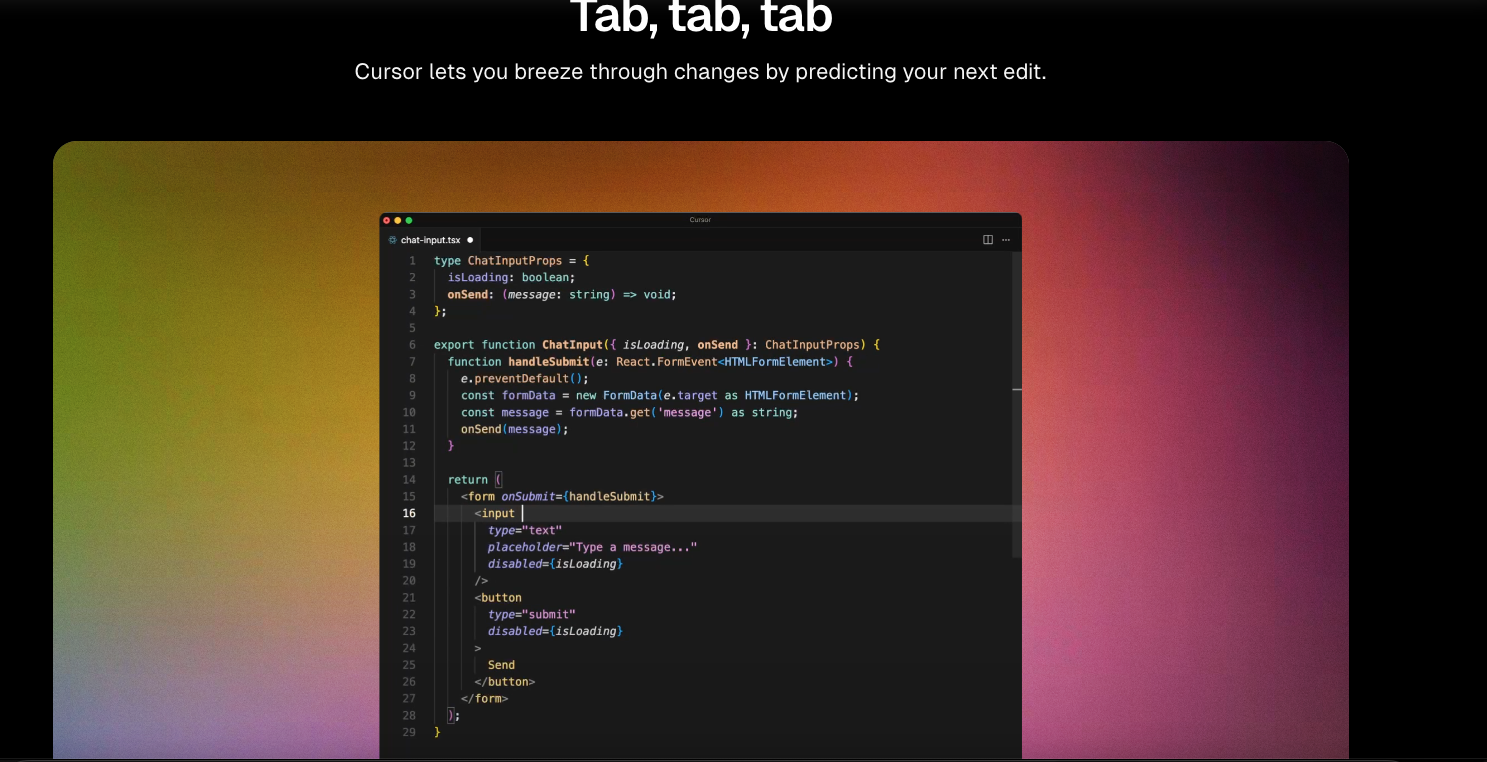 Tab, tab, tab
Cursor lets you breeze through changes by predicting your next edit.
Cursor
chat-input.tsx
1 type ChatInputProps = {
2 isLoading: boolean;
3 onSend: (message: string) => void;
4 };
5
6 export function ChatInput({ isLoading, onSend }: ChatInputProps) {
7 function handleSubmit(e: React.FormEvent<HTMLFormElement>) {
8 e.preventDefault();
9 const formData = new FormData(e.target as HTMLFormElement);
10 const message = formData.get('message') as string;
11 onSend(message);
12 }
13
14 return (
15 <form onSubmit={handleSubmit}>
16 <input
17 type="text"
18 placeholder="Type a message..."
19 disabled={isLoading}
20 />
21 <button
22 type="submit"
23 disabled={isLoading}
24 >
25 Send
26 </button>
27 </form>
28 );
29 }